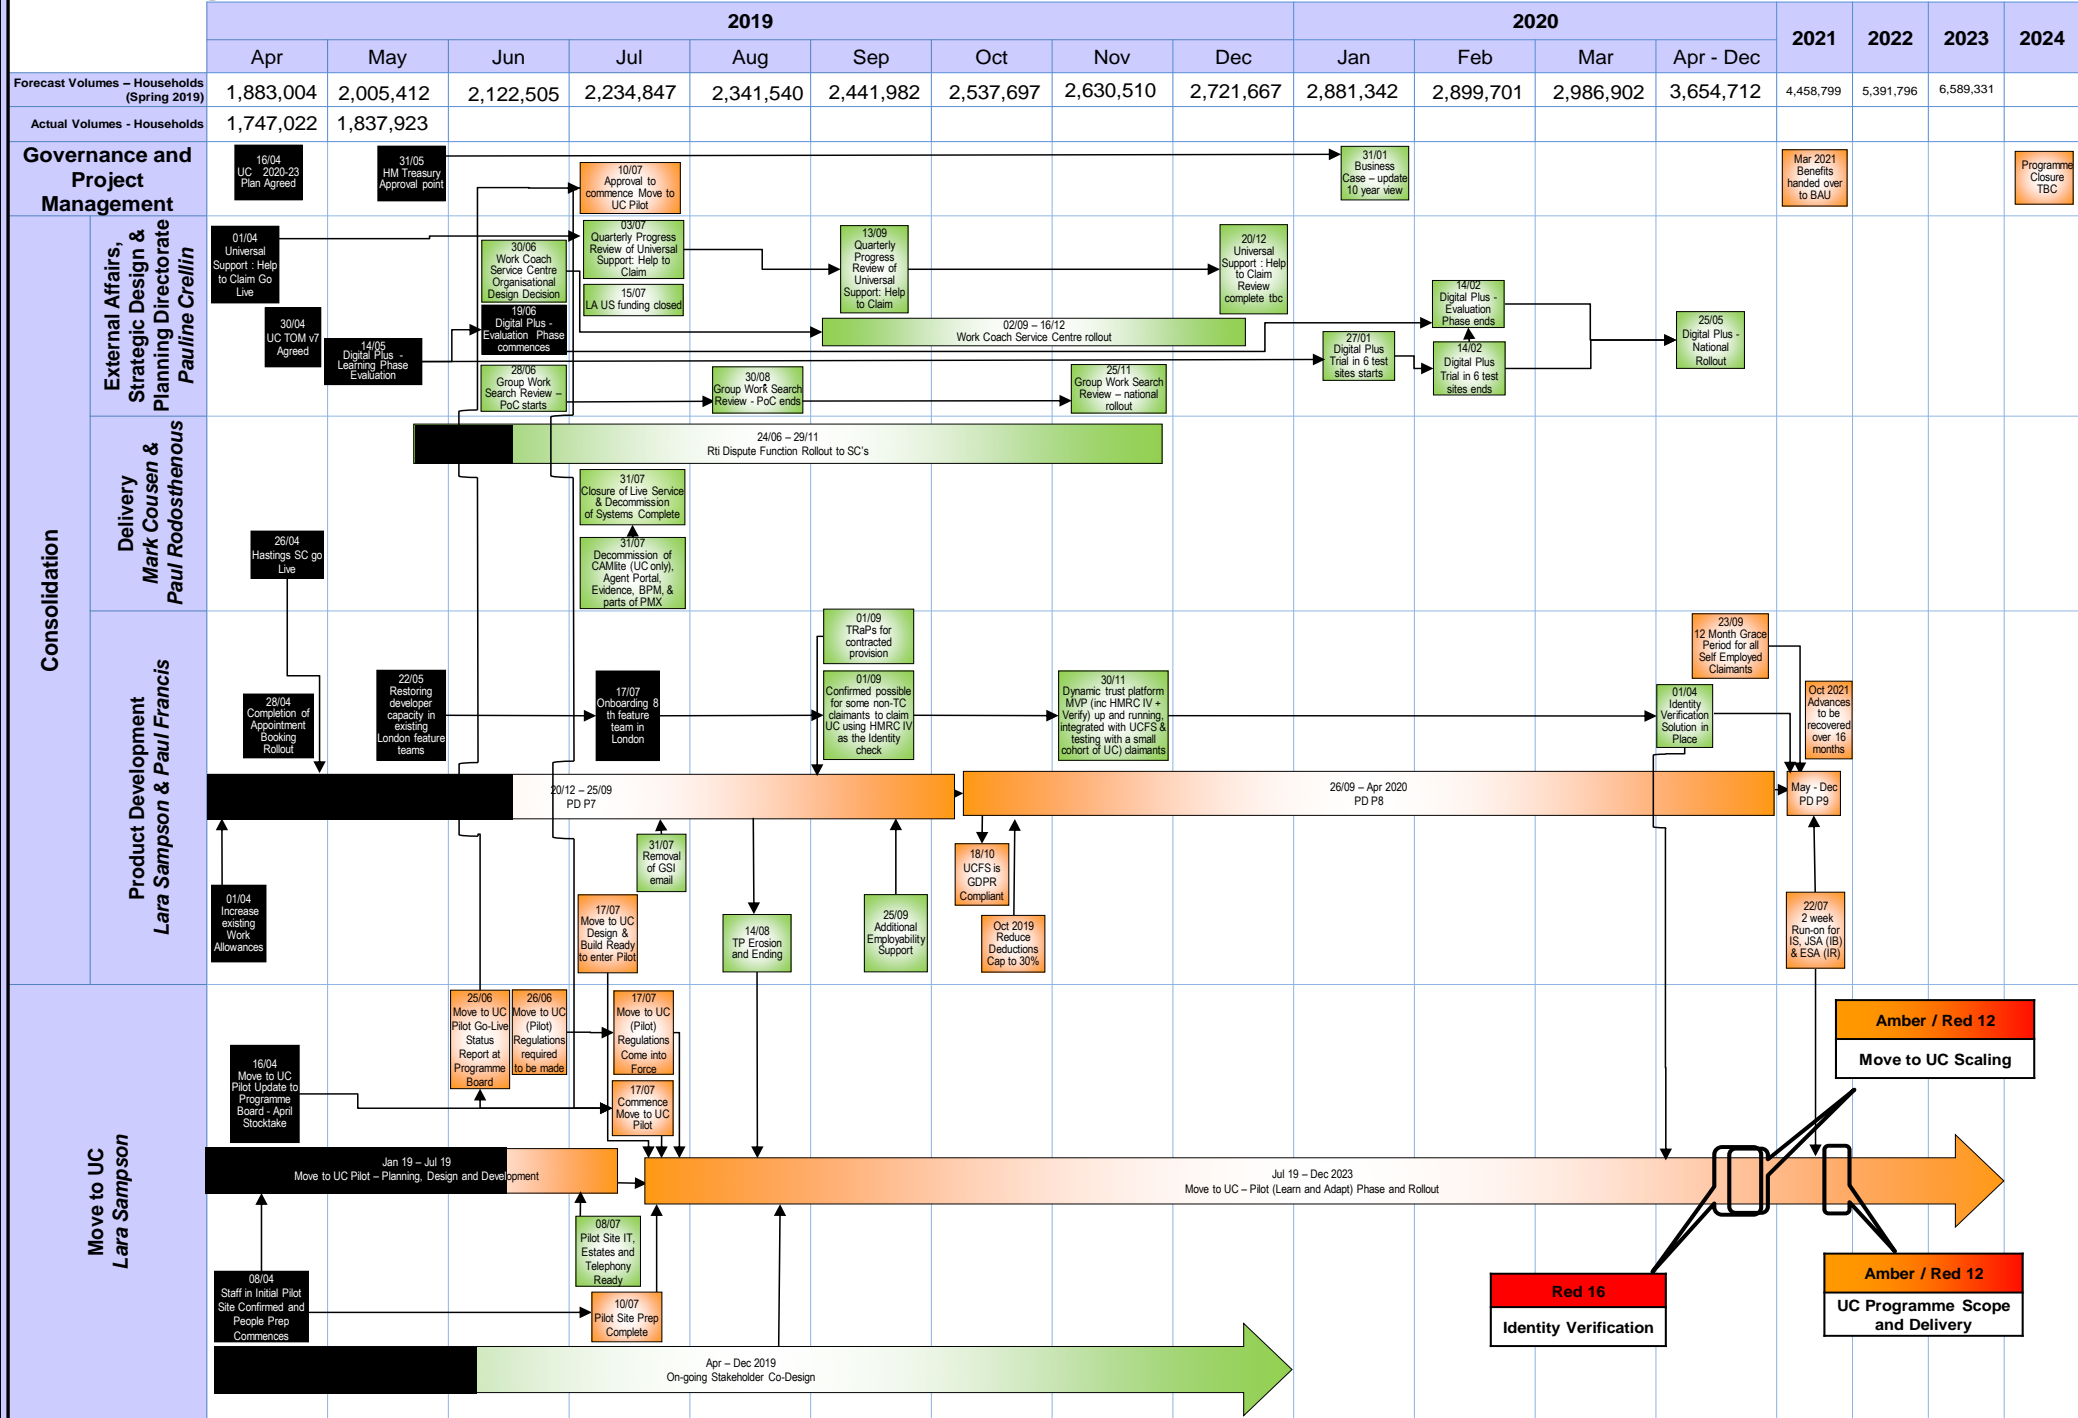 2019
2020
2021
2022
2023
2024
Apr
May
Jun
Jul
Aug
Sep
Oct
Nov
Dec
Jan
Feb
Mar
Apr - Dec
Forecast Volumes – Households
(Spring 2019)
1,883,004
2,005,412
2,122,505
2,234,847
2,341,540
2,441,982
2,537,697
2,630,510
2,721,667
2,881,342
2,899,701
2,986,902
3,654,712
4,458,799
5,391,796
6,589,331
Actual Volumes - Households
1,747,022
1,837,923
Governance and
Project
Management
16/04
UC 2020-23
Plan Agreed
31/05
HM Treasury
Approval point
10/07
Approval to
commence Move to
UC Pilot
31/01
Business
Case – update
10 year view
Mar 2021
Benefits
handed over
to BAU
Programme
Closure
TBC
Consolidation
External Affairs,
Strategic Design &
Planning Directorate
Pauline Crellin
01/04
Universal
Support : Help
to Claim Go
Live
30/04
UC TOM v7
Agreed
14/05
Digital Plus -
Learning Phase
Evaluation
30/06
Work Coach
Service Centre
Organisational
Design Decision
19/06
Digital Plus -
Evaluation Phase
commences
28/06
Group Work
Search Review –
PoC starts
03/07
Quarterly Progress
Review of Universal
Support: Help to
Claim
15/07
LA US funding closed
30/08
Group Work Search
Review - PoC ends
13/09
Quarterly
Progress
Review of
Universal
Support: Help
to Claim
02/09 – 16/12
Work Coach Service Centre rollout
25/11
Group Work Search
Review – national
rollout
20/12
Universal
Support : Help
to Claim
Review
complete tbc
27/01
Digital Plus
Trial in 6 test
sites starts
14/02
Digital Plus -
Evaluation
Phase ends
14/02
Digital Plus
Trial in 6 test
sites ends
25/05
Digital Plus -
National
Rollout
Delivery
Mark Cousen &
Paul Rodosthenous
24/06 – 29/11
Rti Dispute Function Rollout to SC's
31/07
Closure of Live Service
& Decommission
of Systems Complete
31/07
Decommission of
CAMlite (UC only),
Agent Portal,
Evidence, BPM, &
parts of PMX
26/04
Hastings SC go
Live
Product Development
Lara Sampson & Paul Francis
28/04
Completion of
Appointment
Booking
Rollout
22/05
Restoring
developer
capacity in
existing
London feature
teams
17/07
Onboarding 8
th feature
team in
London
01/09
TRaPs for
contracted
provision
01/09
Confirmed possible
for some non-TC
claimants to claim
UC using HMRC IV
as the Identity
check
30/11
Dynamic trust platform
MVP (inc HMRC IV +
Verify) up and running,
integrated with UCFS &
testing with a small
cohort of UC) claimants
01/04
Identity
Verification
Solution in
Place
23/09
12 Month Grace
Period for all
Self Employed
Claimants
Oct 2021
Advances
to be
recovered
over 16
months
20/12 – 25/09
PD P7
26/09 – Apr 2020
PD P8
May - Dec
PD P9
01/04
Increase
existing
Work
Allowances
31/07
Removal
of GSI
email
17/07
Move to UC
Design &
Build Ready
to enter Pilot
14/08
TP Erosion
and Ending
25/09
Additional
Employability
Support
18/10
UCFS is
GDPR
Compliant
Oct 2019
Reduce
Deductions
Cap to 30%
22/07
2 week
Run-on for
IS, JSA (IB)
& ESA (IR)
Move to UC
Lara Sampson
25/06
Move to UC
Pilot Go-Live
Status
Report at
Programme
Board
26/06
Move to UC
(Pilot)
Regulations
required
to be made
17/07
Move to UC
(Pilot)
Regulations
Come into
Force
16/04
Move to UC
Pilot Update to
Programme
Board - April
Stocktake
17/07
Commence
Move to UC
Pilot
Jan 19 – Jul 19
Move to UC Pilot – Planning, Design and Development
Jul 19 – Dec 2023
Move to UC – Pilot (Learn and Adapt) Phase and Rollout
08/07
Pilot Site IT,
Estates and
Telephony
Ready
08/04
Staff in Initial Pilot
Site Confirmed and
People Prep
Commences
10/07
Pilot Site Prep
Complete
Apr – Dec 2019
On-going Stakeholder Co-Design
Amber / Red 12
Move to UC Scaling
Red 16
Identity Verification
Amber / Red 12
UC Programme Scope
and Delivery